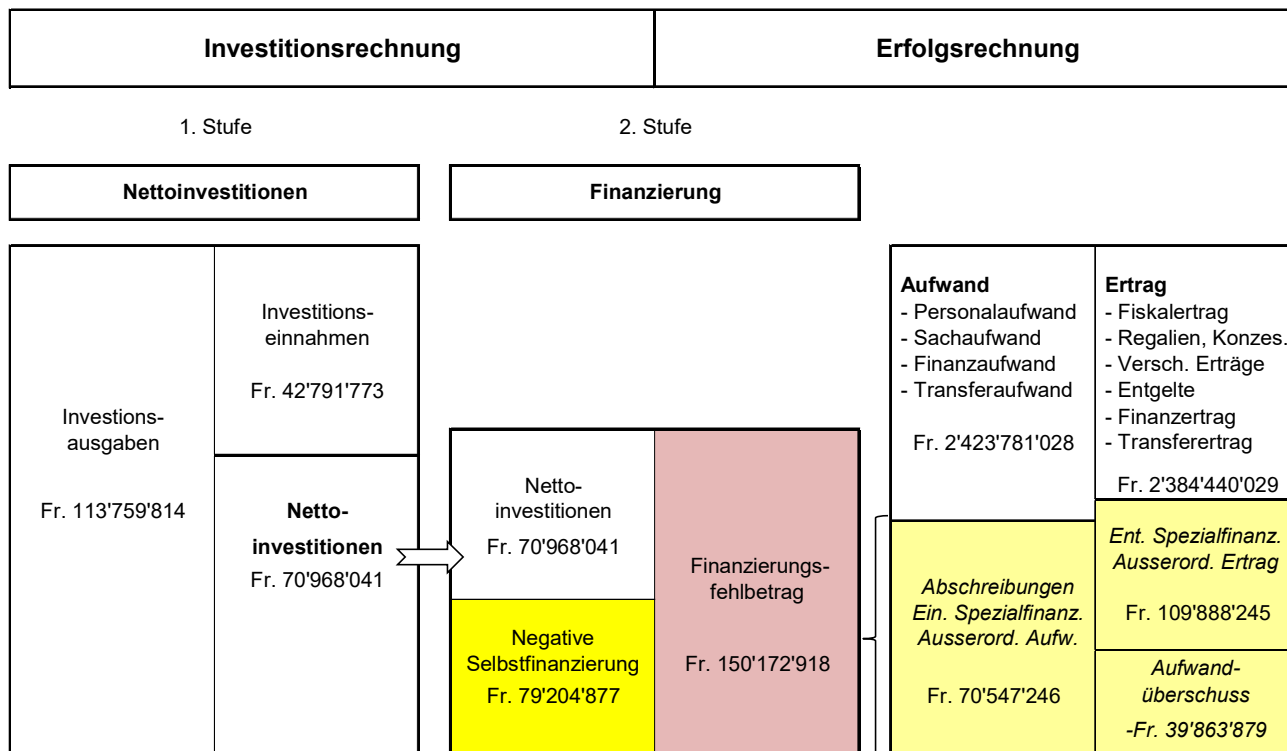 Investitionsrechnung
Erfolgsrechnung
1. Stufe
2. Stufe
Nettoinvestitionen
Finanzierung
Investions-
ausgaben
Fr. 113'759'814
Investitions-
einnahmen
Fr. 42'791'773
Netto-
investitionen
Fr. 70'968'041
Netto-
investitionen
Fr. 70'968'041
Negative
Selbstfinanzierung
Fr. 79'204'877
Finanzierungs-
fehlbetrag
Fr. 150'172'918
Aufwand
- Personalaufwand
- Sachaufwand
- Finanzaufwand
- Transferaufwand
Fr. 2'423'781'028
Abschreibungen
Ein. Spezialfinanz.
Ausserord. Aufw.
Fr. 70'547'246
Ertrag
- Fiskalertrag
- Regalien, Konzes.
- Versch. Erträge
- Entgelte
- Finanzertrag
- Transferertrag
Fr. 2'384'440'029
Ent. Spezialfinanz.
Ausserord. Ertrag
Fr. 109'888'245
Aufwand-
überschuss
-Fr. 39'863'879